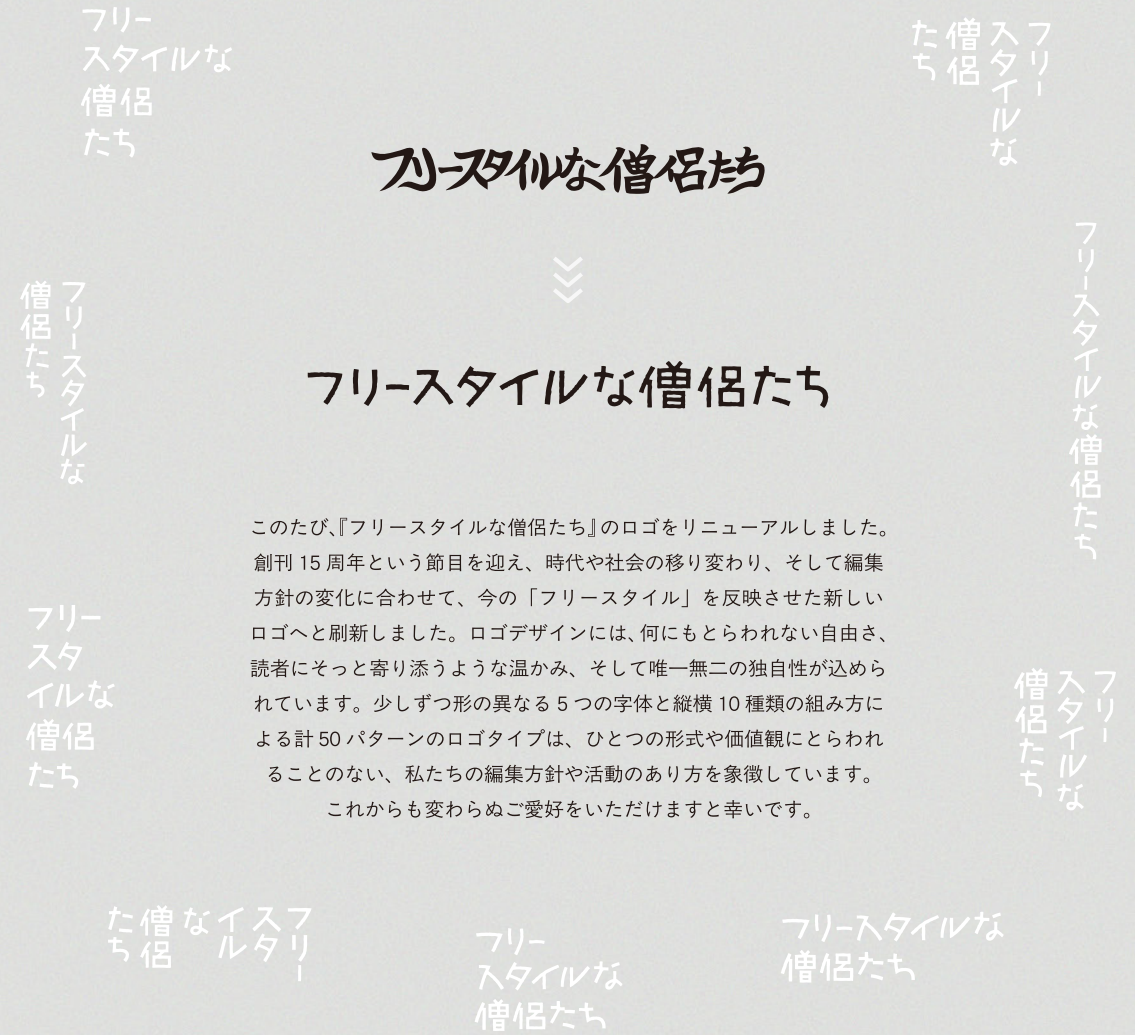 フリー
スタイルな
僧侶
たち
フリー
スタイルな
僧侶
たち
フリースタイルな僧侶たち
フリースタイルな僧侶たち
フリースタイルな
僧侶たち
フリースタイルな僧侶たち
このたび、『フリースタイルな僧侶たち』のロゴをリニューアルしました。
創刊 15 周年という節目を迎え、時代や社会の移り変わり、そして編集
方針の変化に合わせて、今の「フリースタイル」を反映させた新しい
ロゴへと刷新しました。ロゴデザインには、何にもとらわれない自由さ、
読者にそっと寄り添うような温かみ、そして唯一無二の独自性が込めら
れています。少しずつ形の異なる 5 つの字体と縦横 10 種類の組み方に
よる計 50 パターンのロゴタイプは、ひとつの形式や価値観にとらわれ
ることのない、私たちの編集方針や活動のあり方を象徴しています。
これからも変わらぬご愛好をいただけますと幸いです。
フリー
スタ
イルな
僧侶
たち
フリー
スタイルな
僧侶たち
フリー
スタ
イル
な
僧侶
たち
フリー
スタイルな
僧侶たち
フリースタイルな
僧侶たち